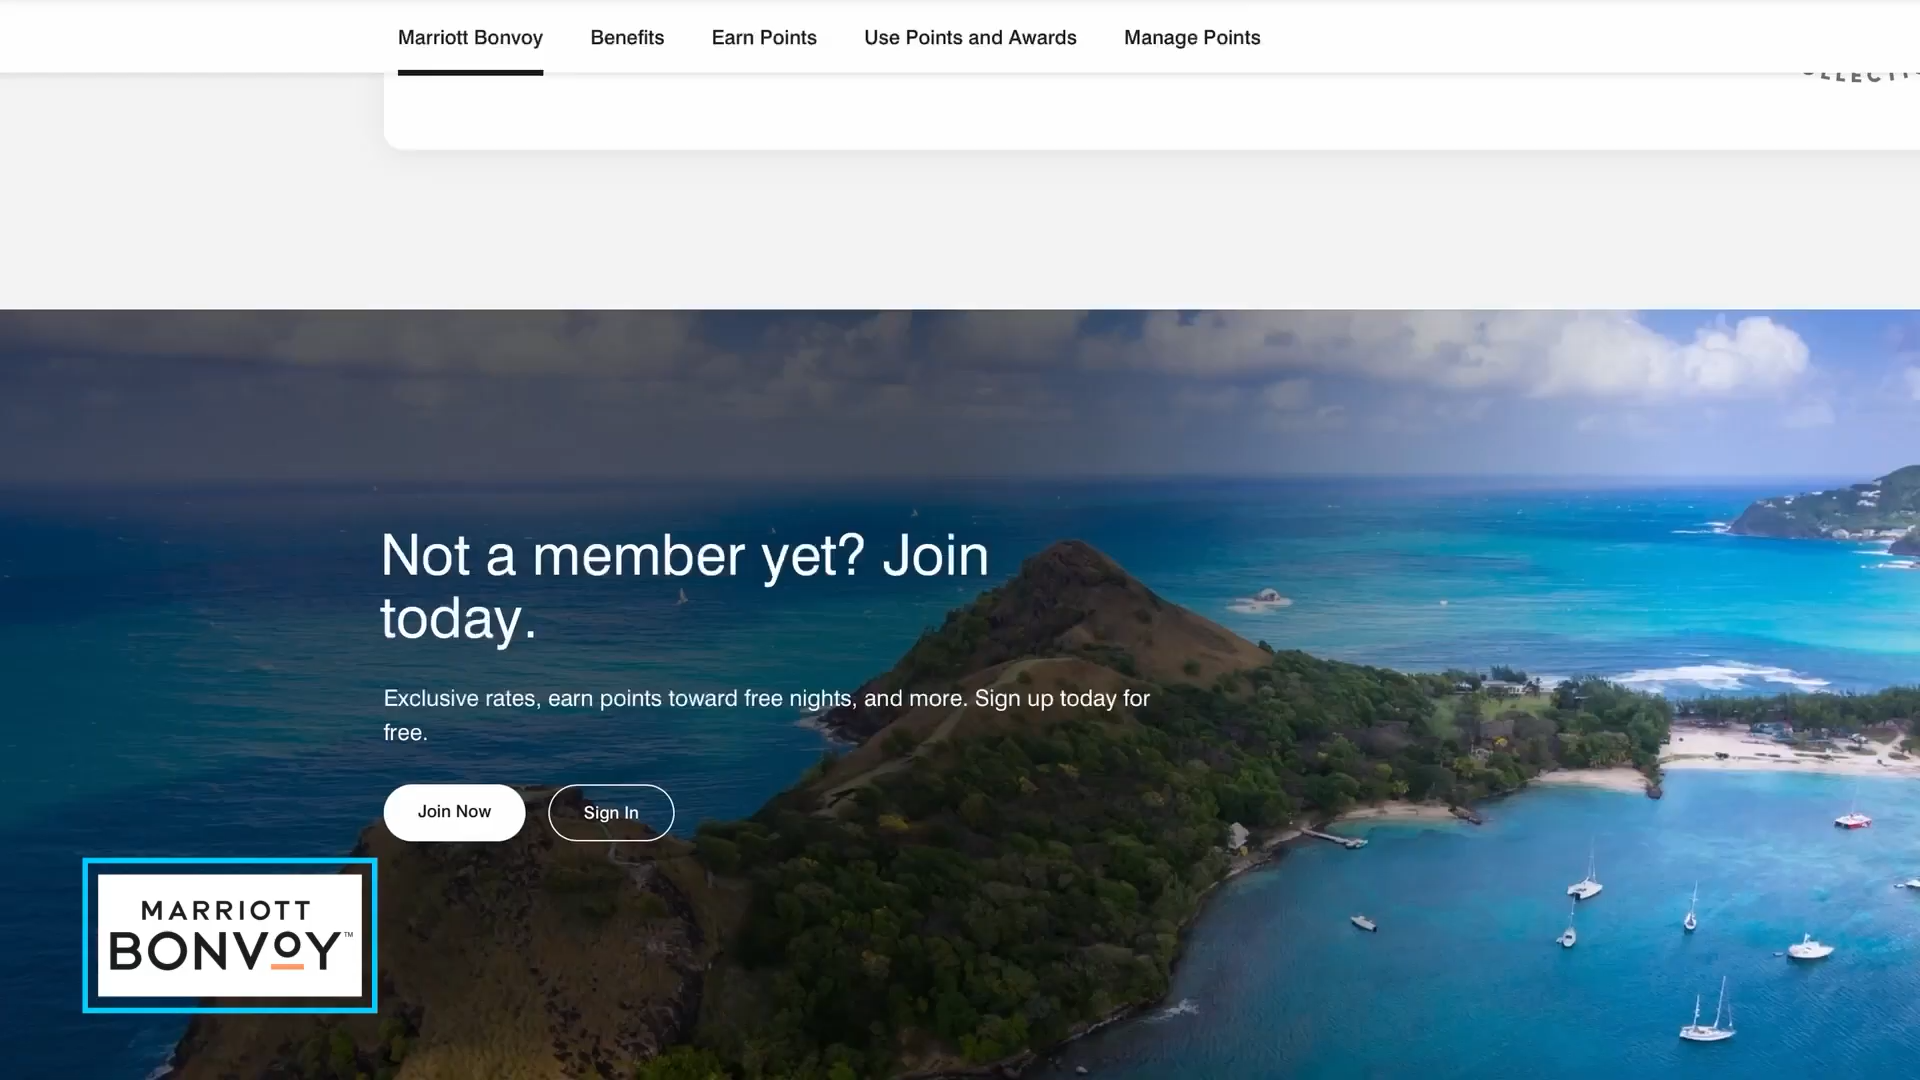 Marriott Bonvoy Benefits Earn Points Use Points and Awards Manage Points
Not a member yet? Join
today.
Exclusive rates, earn points toward free nights, and more. Sign up today for
free.
Join Now Sign In
MARRIOTT
BONVOY™